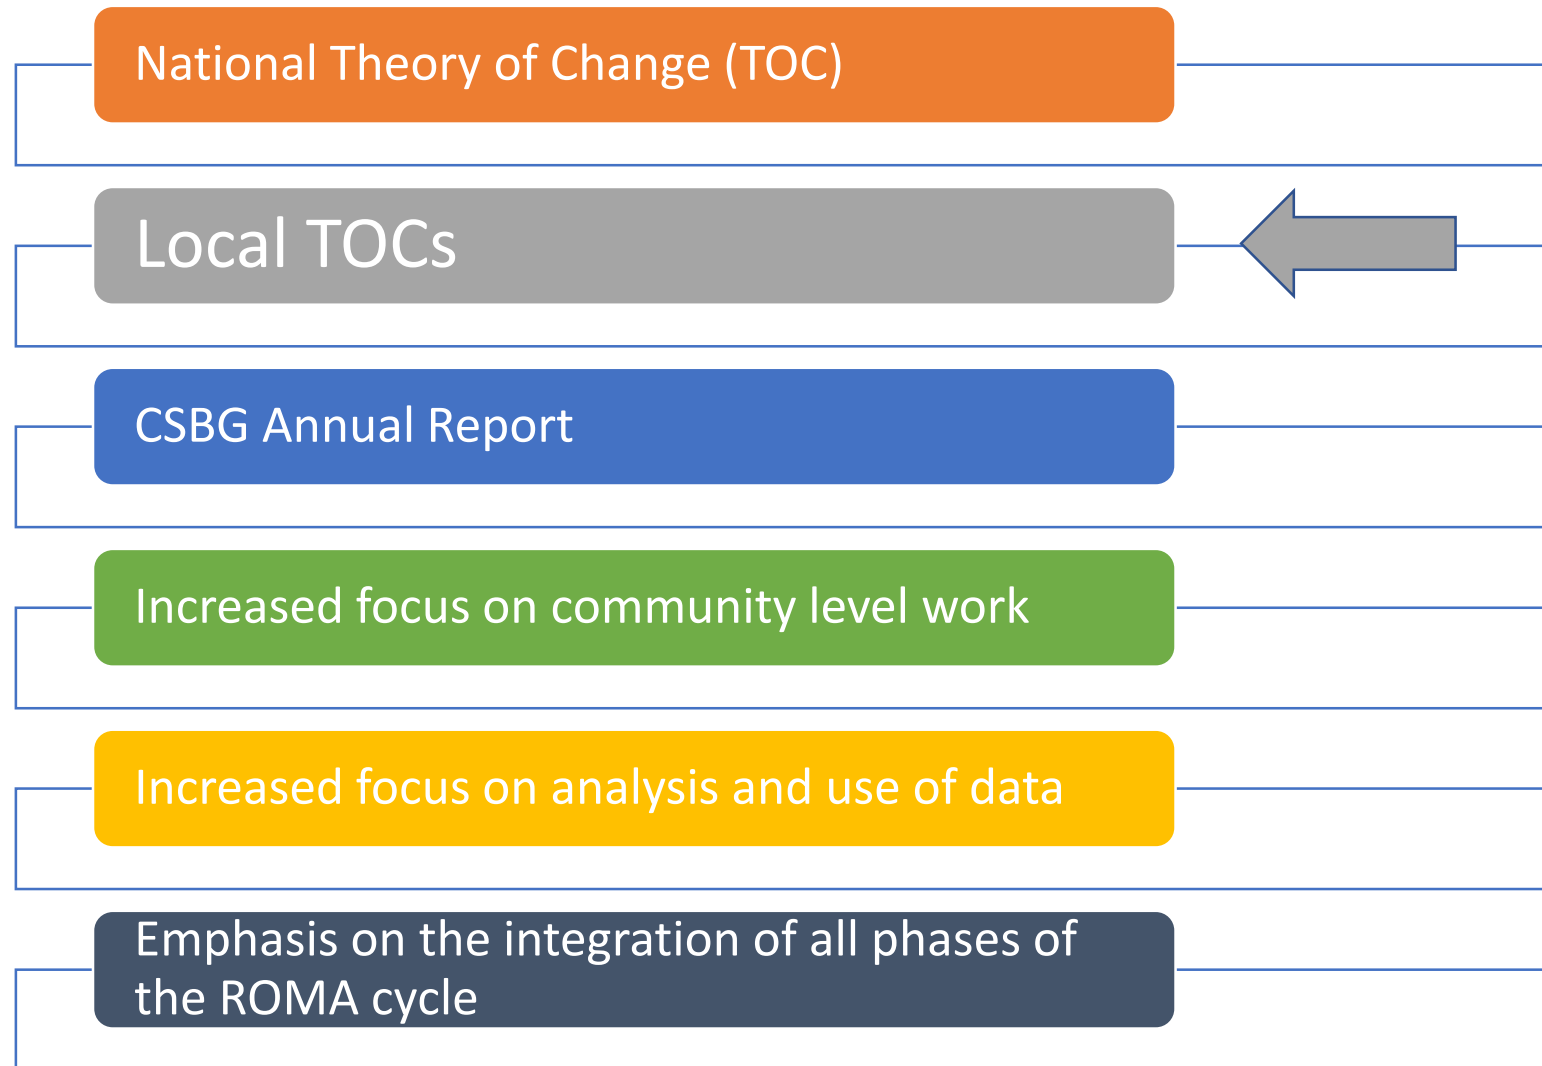 National Theory of Change (TOC)
Local TOCs
CSBG Annual Report
Increased focus on community level work
Increased focus on analysis and use of data
Emphasis on the integration of all phases of
the ROMA cycle